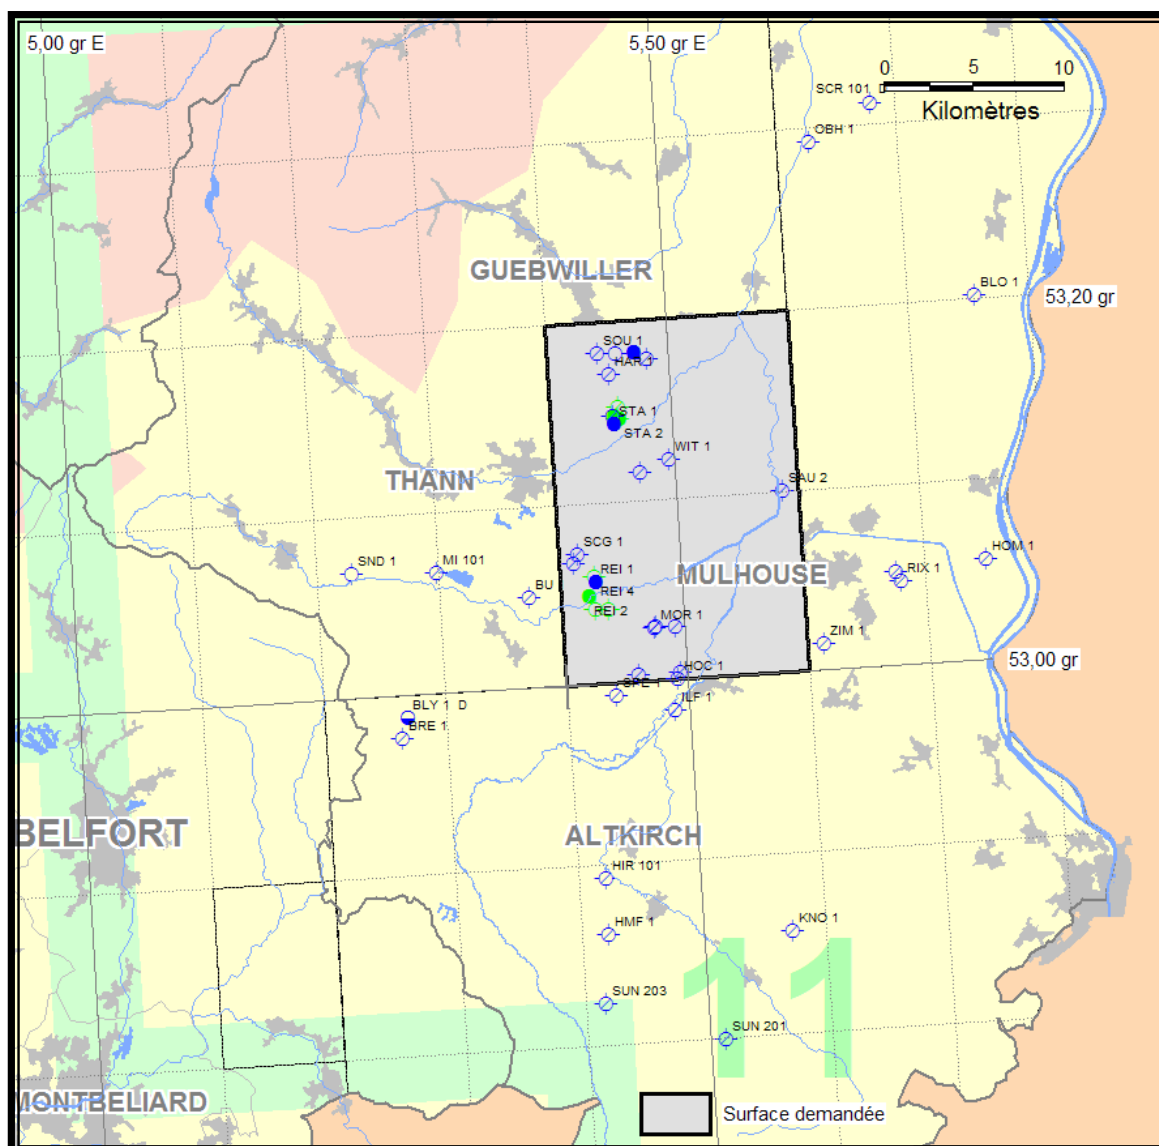 5,00 gr E
5,50 gr E
0 5 10
Kilomètres
SCR 101 D
OBH 1
GUEBWILLER
BLO 1
53,20 gr
SOU 1
HAR 1
STA 1
STA 2
WIT 1
THANN
SAU 2
SCG 1
HOM 1
SND 1
MI 101
REI 1
MULHOUSE
RIX 1
BU
REI 4
REI 2
MOR 1
ZIM 1
HOC 1
53,00 gr
SPE 1
ILF 1
BLY 1 D
BRE 1
BELFORT
ALTKIRCH
HIR 101
HMF 1
KNO 1
11
SUN 203
SUN 201
MONTBELIARD
Surface demandée